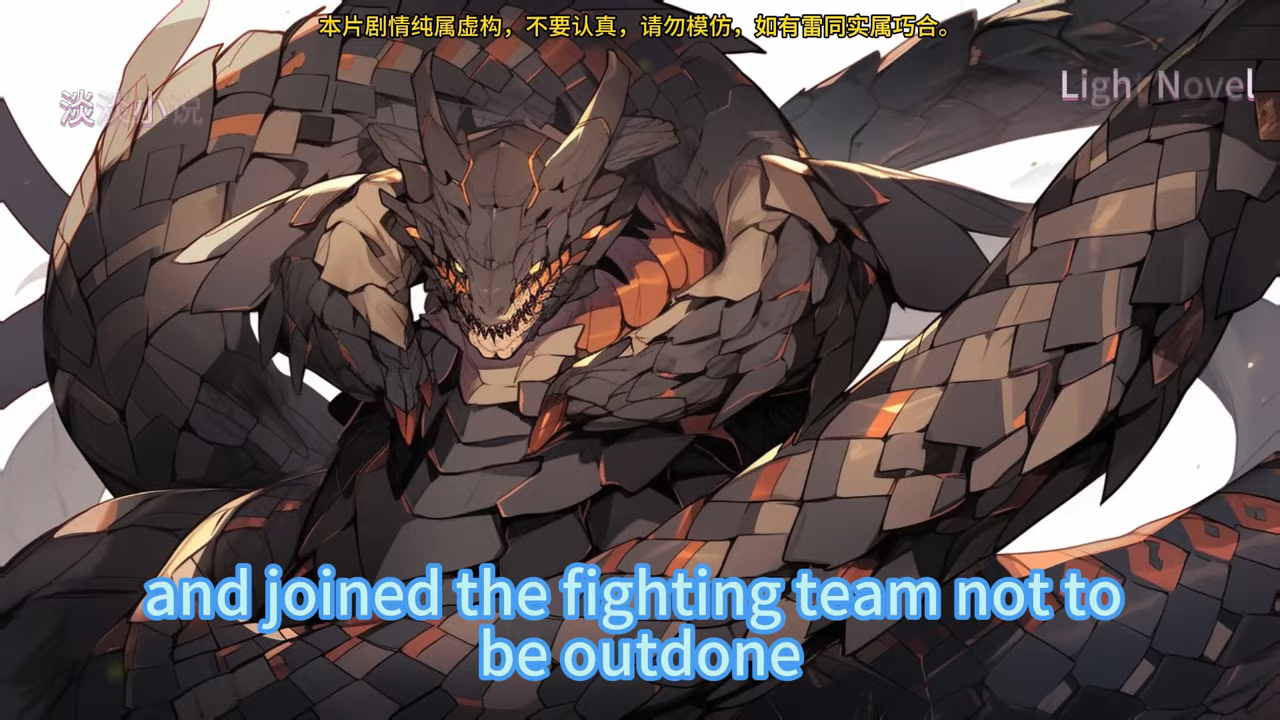 本片剧情纯属虚构，不要认真，请勿模仿，如有雷同实属巧合。
淡淡小说
Light Novel
and joined the fighting team not to
be outdone